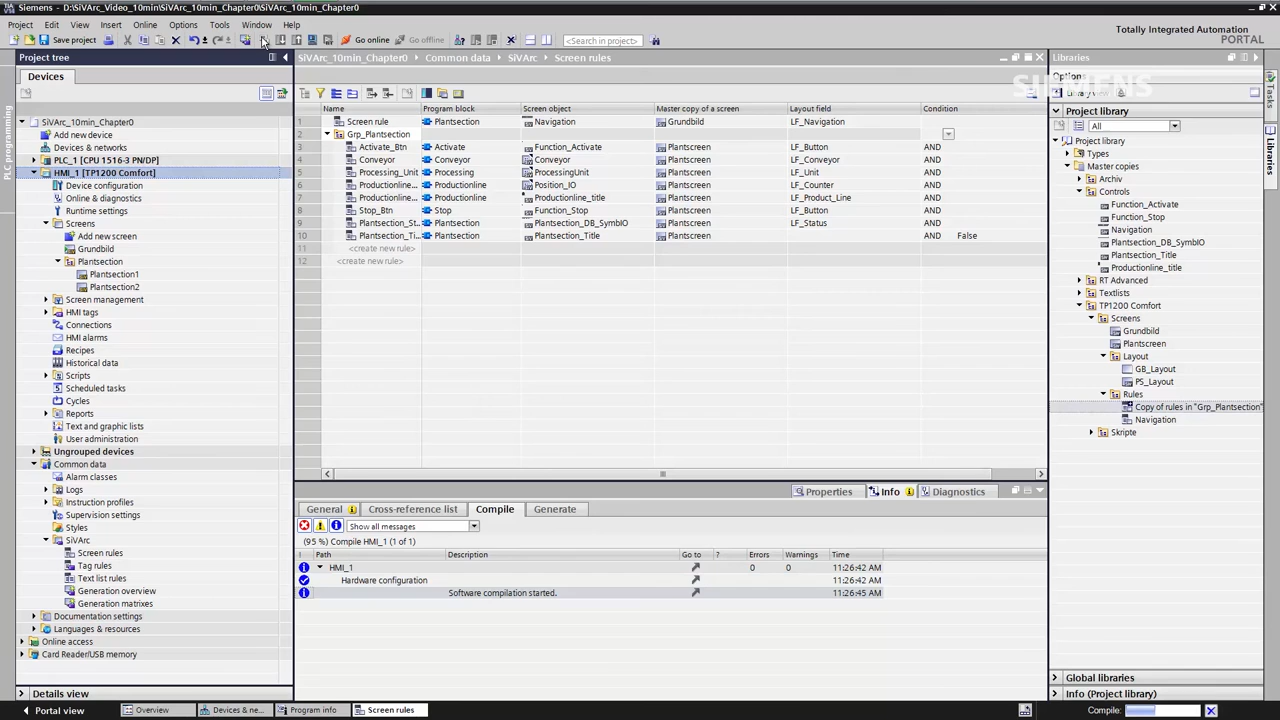 Siemens - D:\SiVArc_Video_10min\SiVArc_10min_Chapter0\SiVArc_10min_Chapter0
Project Edit View Insert Online Options Tools Window Help
Totally Integrated Automation
PORTAL
Save project
Go online
Go offline
<Search in project>
Project tree
Devices
PLC programming
SiVArc_10min_Chapter0
Add new device
Devices & networks
PLC_1 [CPU 1516-3 PN/DP]
HMI_1 [TP1200 Comfort]
Device configuration
Online & diagnostics
Runtime settings
Screens
Add new screen
Grundbild
Plantsection
Plantsection1
Plantsection2
Screen management
HMI tags
Connections
HMI alarms
Recipes
Historical data
Scripts
Scheduled tasks
Cycles
Reports
Text and graphic lists
User administration
Ungrouped devices
Common data
Alarm classes
Logs
Instruction profiles
Supervision settings
Styles
SiVArc
Screen rules
Tag rules
Text list rules
Generation overview
Generation matrixes
Documentation settings
Languages & resources
Online access
Card Reader/USB memory
Details view
SiVArc_10min_Chapter0 Common data SiVArc Screen rules
Name Program block Screen object Master copy of a screen Layout field Condition
1 Screen rule Plantsection Navigation Grundbild LF_Navigation
2 Grp_Plantsection
3 Activate_Btn Activate Function_Activate Plantscreen LF_Button AND
4 Conveyor Conveyor Conveyor Plantscreen LF_Conveyor AND
5 Processing_Unit Processing ProcessingUnit Plantscreen LF_Unit AND
6 Productionline... Productionline Position_IO Plantscreen LF_Counter AND
7 Productionline... Productionline Productionline_title Plantscreen LF_Product_Line AND
8 Stop_Btn Stop Function_Stop Plantscreen LF_Button AND
9 Plantsection_St... Plantsection Plantsection_DB_SymbIO Plantscreen LF_Status AND
10 Plantsection_Ti... Plantsection Plantsection_Title Plantscreen AND False
11 <create new rule>
12 <create new rule>
Properties Info Diagnostics
General Cross-reference list Compile Generate
Show all messages
(95 %) Compile HMI_1 (1 of 1)
! Path Description Go to ? Errors Warnings Time
HMI_1 0 0 11:26:42 AM
Hardware configuration 11:26:42 AM
Software compilation started. 11:26:45 AM
Libraries
SIEMENS
Options
Library view
Project library
All
Project library
Types
Master copies
Archiv
Controls
Function_Activate
Function_Stop
Navigation
Plantsection_DB_SymbIO
Plantsection_Title
Productionline_title
RT Advanced
Textlists
TP1200 Comfort
Screens
Grundbild
Plantscreen
Layout
GB_Layout
PS_Layout
Rules
Copy of rules in "Grp_Plantsection"
Navigation
Skripte
Global libraries
Info (Project library)
Tasks
Libraries
Portal view Overview Devices & ne... Program info Screen rules Compile: